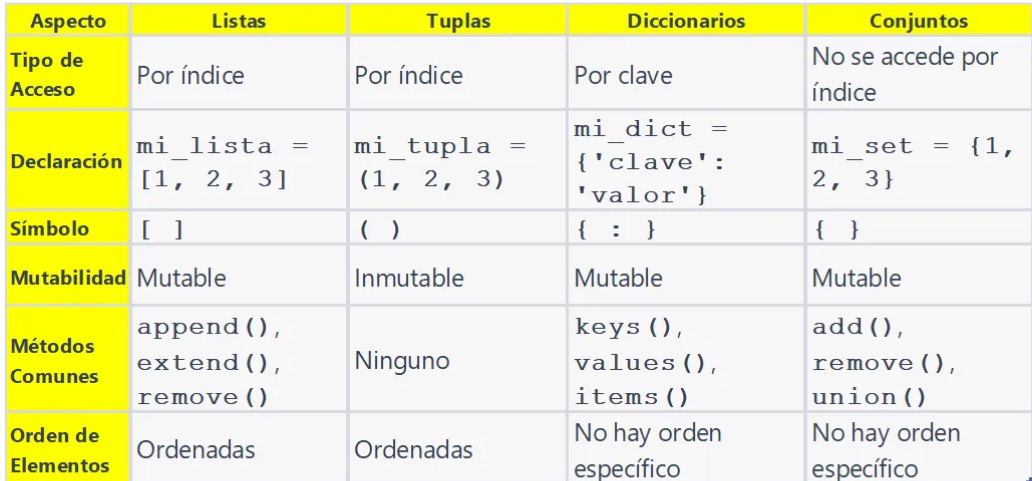 Aspecto Listas Tuplas Diccionarios Conjuntos
Tipo de
Acceso
Por índice
Por índice
Por clave
No se accede por
índice
Declaración
mi_lista =
[1, 2, 3]
mi_tupla =
(1, 2, 3)
mi_dict =
{'clave':
'valor'}
mi_set = {1,
2, 3}
Símbolo [ ] ( ) { : } { }
Mutabilidad Mutable Inmutable Mutable Mutable
Métodos
Comunes
append(),
extend(),
remove()
Ninguno
keys(),
values(),
items()
add(),
remove(),
union()
Orden de
Elementos
Ordenadas
Ordenadas
No hay orden
específico
No hay orden
específico